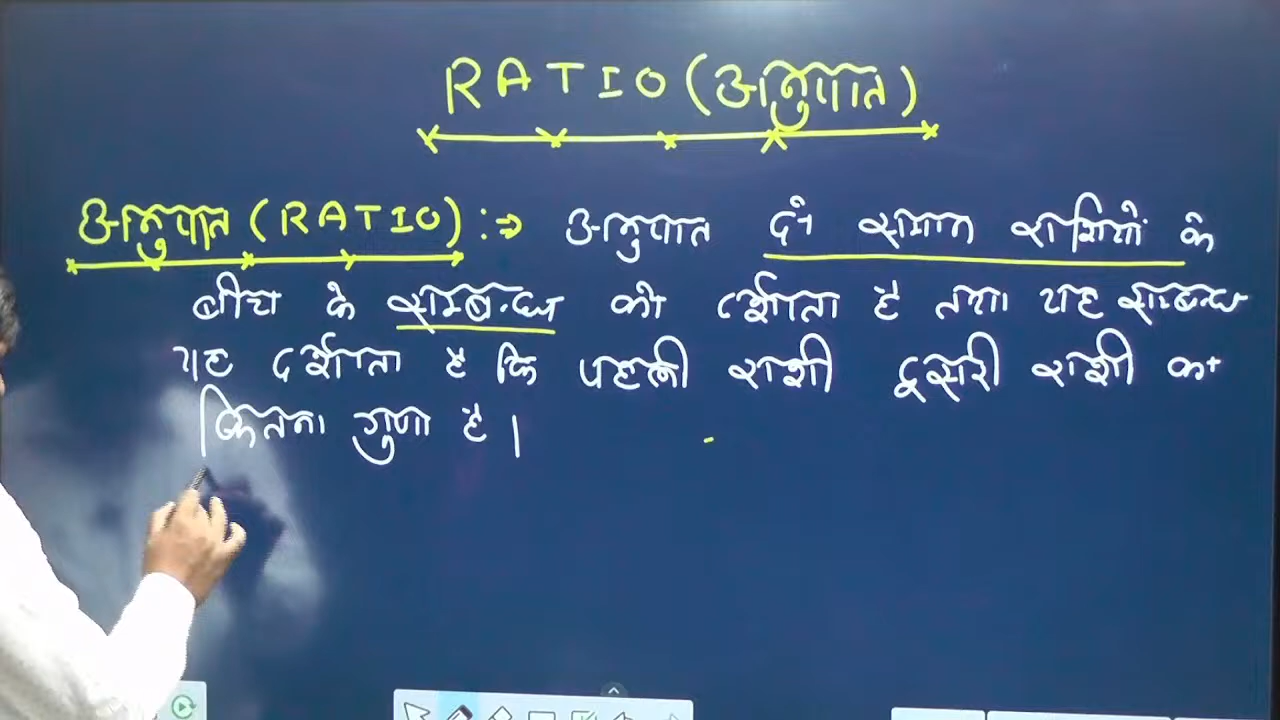 RATIO (अनुपात)
अनुपात (RATIO) :→ अनुपात दो समान राशियों के
बीच के सम्बन्ध को दर्शाता है तथा यह सम्बन्ध
यह दर्शाता है कि पहली राशी दूसरी राशी का
कितना गुणा है |